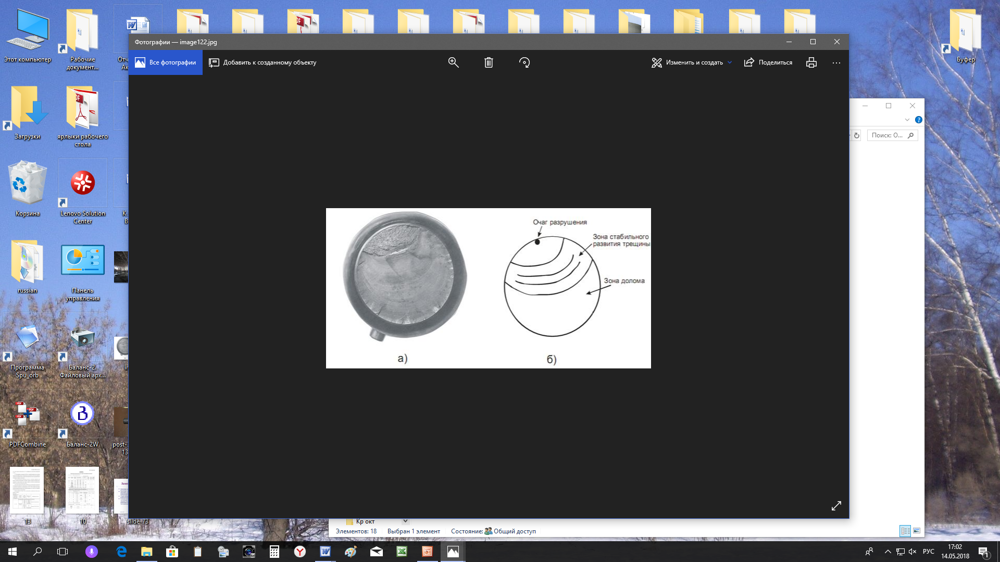 Этот компьютер
Рабочие
документ...
Буфер
Фотографии — image122.jpg
Все фотографии
Добавить к созданному объекту
Изменить и создать
Поделиться
Загрузки
ярлыки рабочего
стола
Поиск: О...
Корзина
Lenovo Solution
Center
Очаг разрушения
Зона стабильного
развития трещины
Зона долома
а)
б)
russian
Панель
управления
Программа
Spu_orb
Баланс-2.
Файловый арх...
PDFCombine
Баланс-2W
13
10
slide-73
Кр окт
Элементов: 18
Выбран 1 элемент
Состояние:
Общий доступ
РУС
17:02
14.05.2018
1